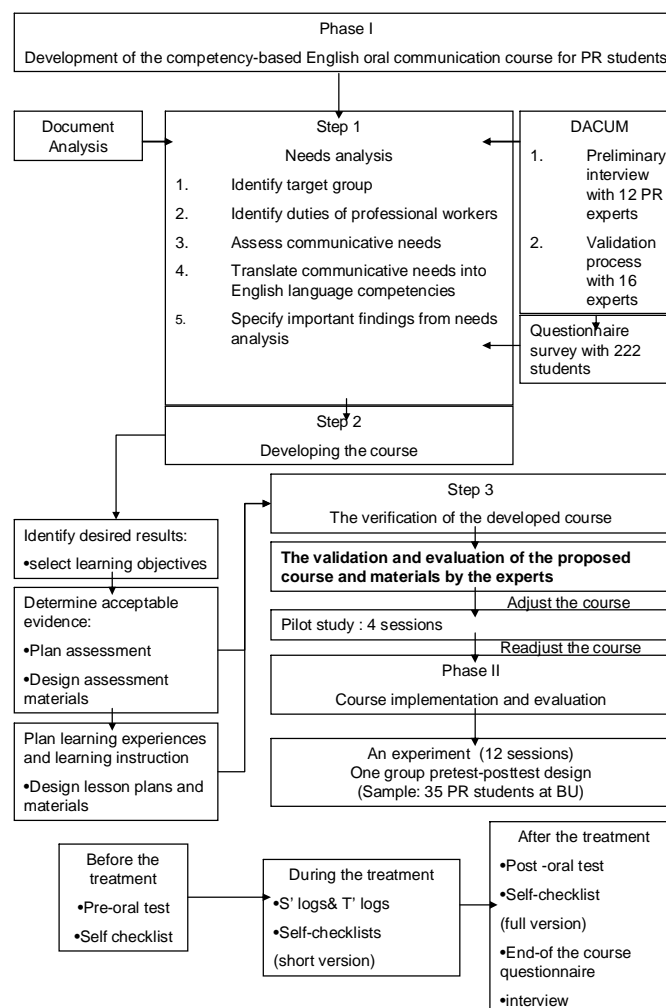 Phase I
Development of the competency-based English oral communication course for PR students
Document
Analysis
Step 1
Needs analysis
1. Identify target group
2. Identify duties of professional workers
3. Assess communicative needs
4. Translate communicative needs into
English language competencies
5. Specify important findings from needs
analysis
DACUM
1. Preliminary
interview
with 12 PR
experts
2. Validation
process
with 16
experts
Questionnaire
survey with 222
students
Step 2
Developing the course
Identify desired results:
•select learning objectives
Determine acceptable
evidence:
•Plan assessment
•Design assessment
materials
Plan learning experiences
and learning instruction
•Design lesson plans and
materials
Step 3
The verification of the developed course
The validation and evaluation of the proposed
course and materials by the experts
Adjust the course
Pilot study : 4 sessions
Readjust the course
Phase II
Course implementation and evaluation
An experiment (12 sessions)
One group pretest-posttest design
(Sample: 35 PR students at BU)
Before the
treatment
•Pre-oral test
•Self checklist
During the treatment
•S' logs& T' logs
•Self-checklists
(short version)
After the treatment
•Post -oral test
•Self-checklist
(full version)
•End-of the course
questionnaire
•interview